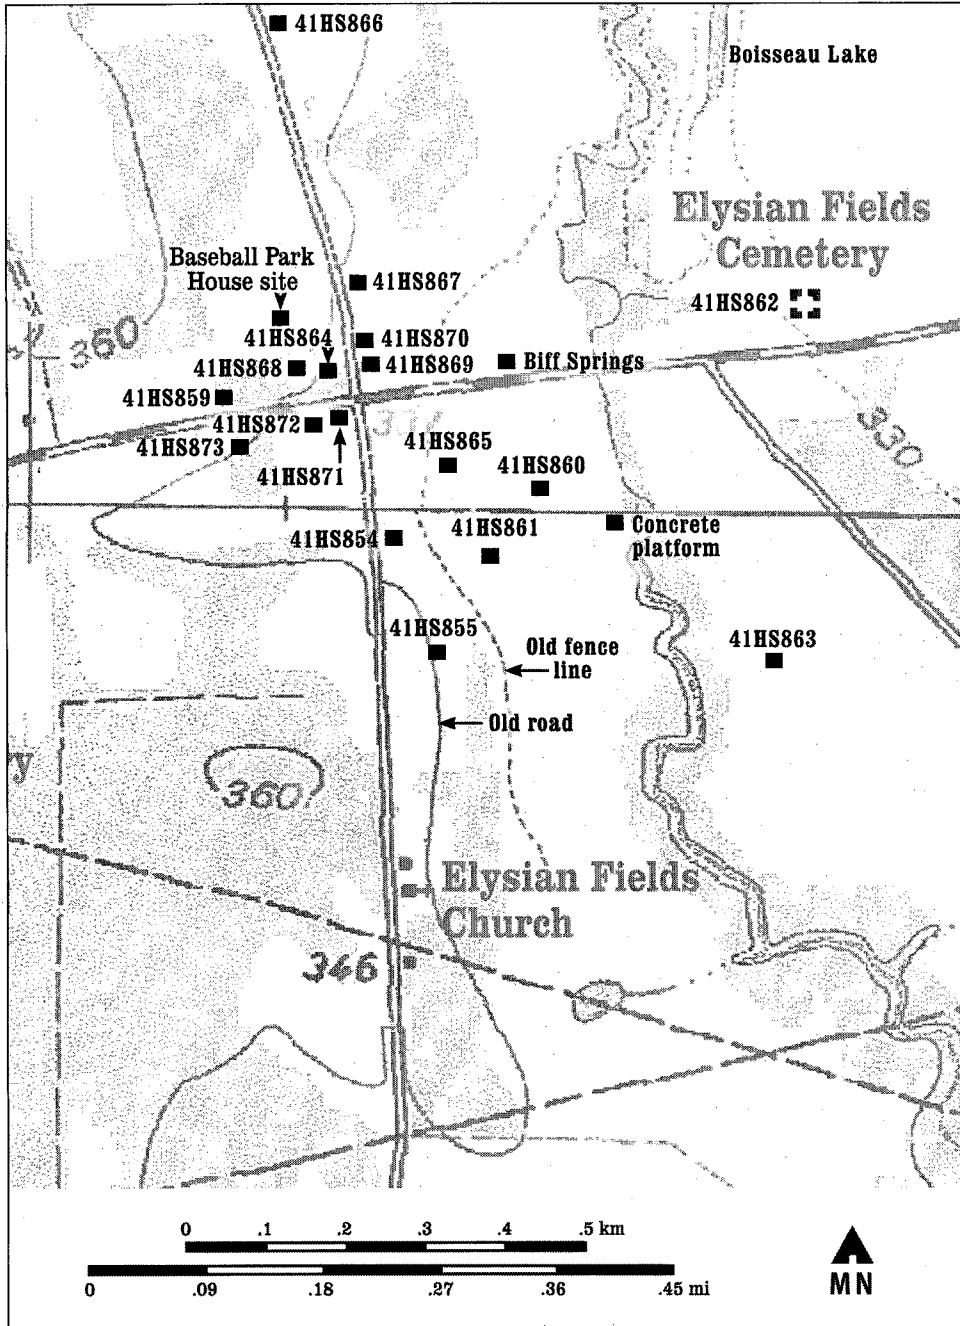 41HS866
Boisseau Lake
Elysian Fields
Cemetery
Baseball Park
House site
41HS867
41HS862
41HS864
41HS870
360
41HS868
41HS869
Biff Springs
41HS859
41HS872
330
41HS873
41HS865
41HS871
41HS860
41HS861
Concrete
platform
41HS854
41HS855
Old fence
line
41HS863
Old road
ry
360
Elysian Fields
Church
346
0 .1 .2 .3 .4 .5 km
0 .09 .18 .27 .36 .45 mi
MN